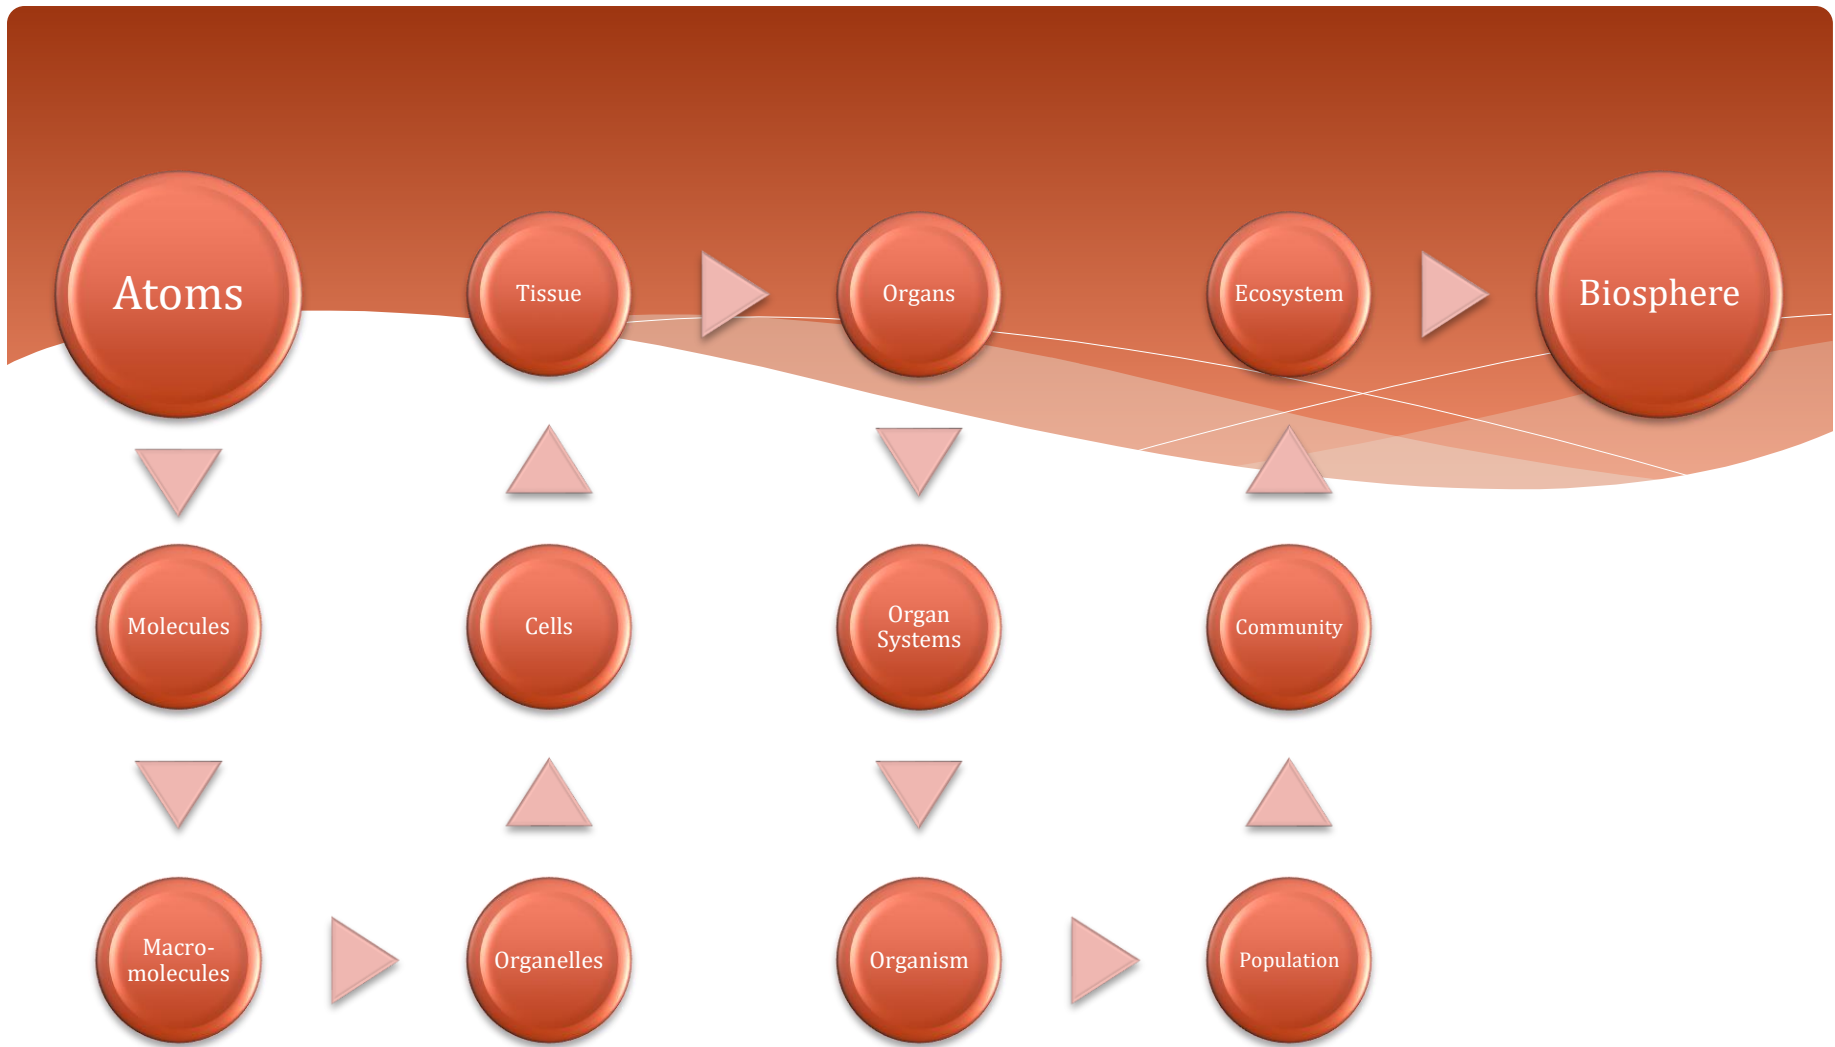 Atoms
Molecules
Macro-
molecules
Organelles
Cells
Tissue
Organs
Organ
Systems
Organism
Population
Community
Ecosystem
Biosphere